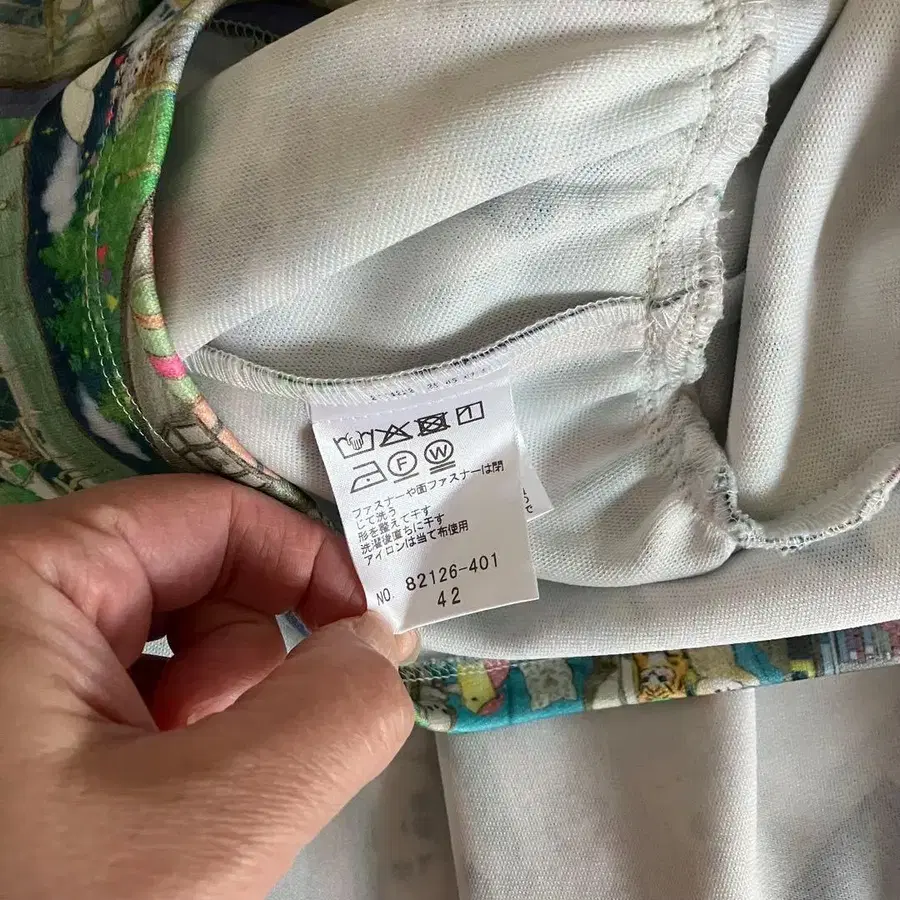 F W
ファスナーや面ファスナーは閉
じて洗う
形を整えて干す
洗濯後直ちに干す
アイロンは当て布使用
NO. 82126-401
42